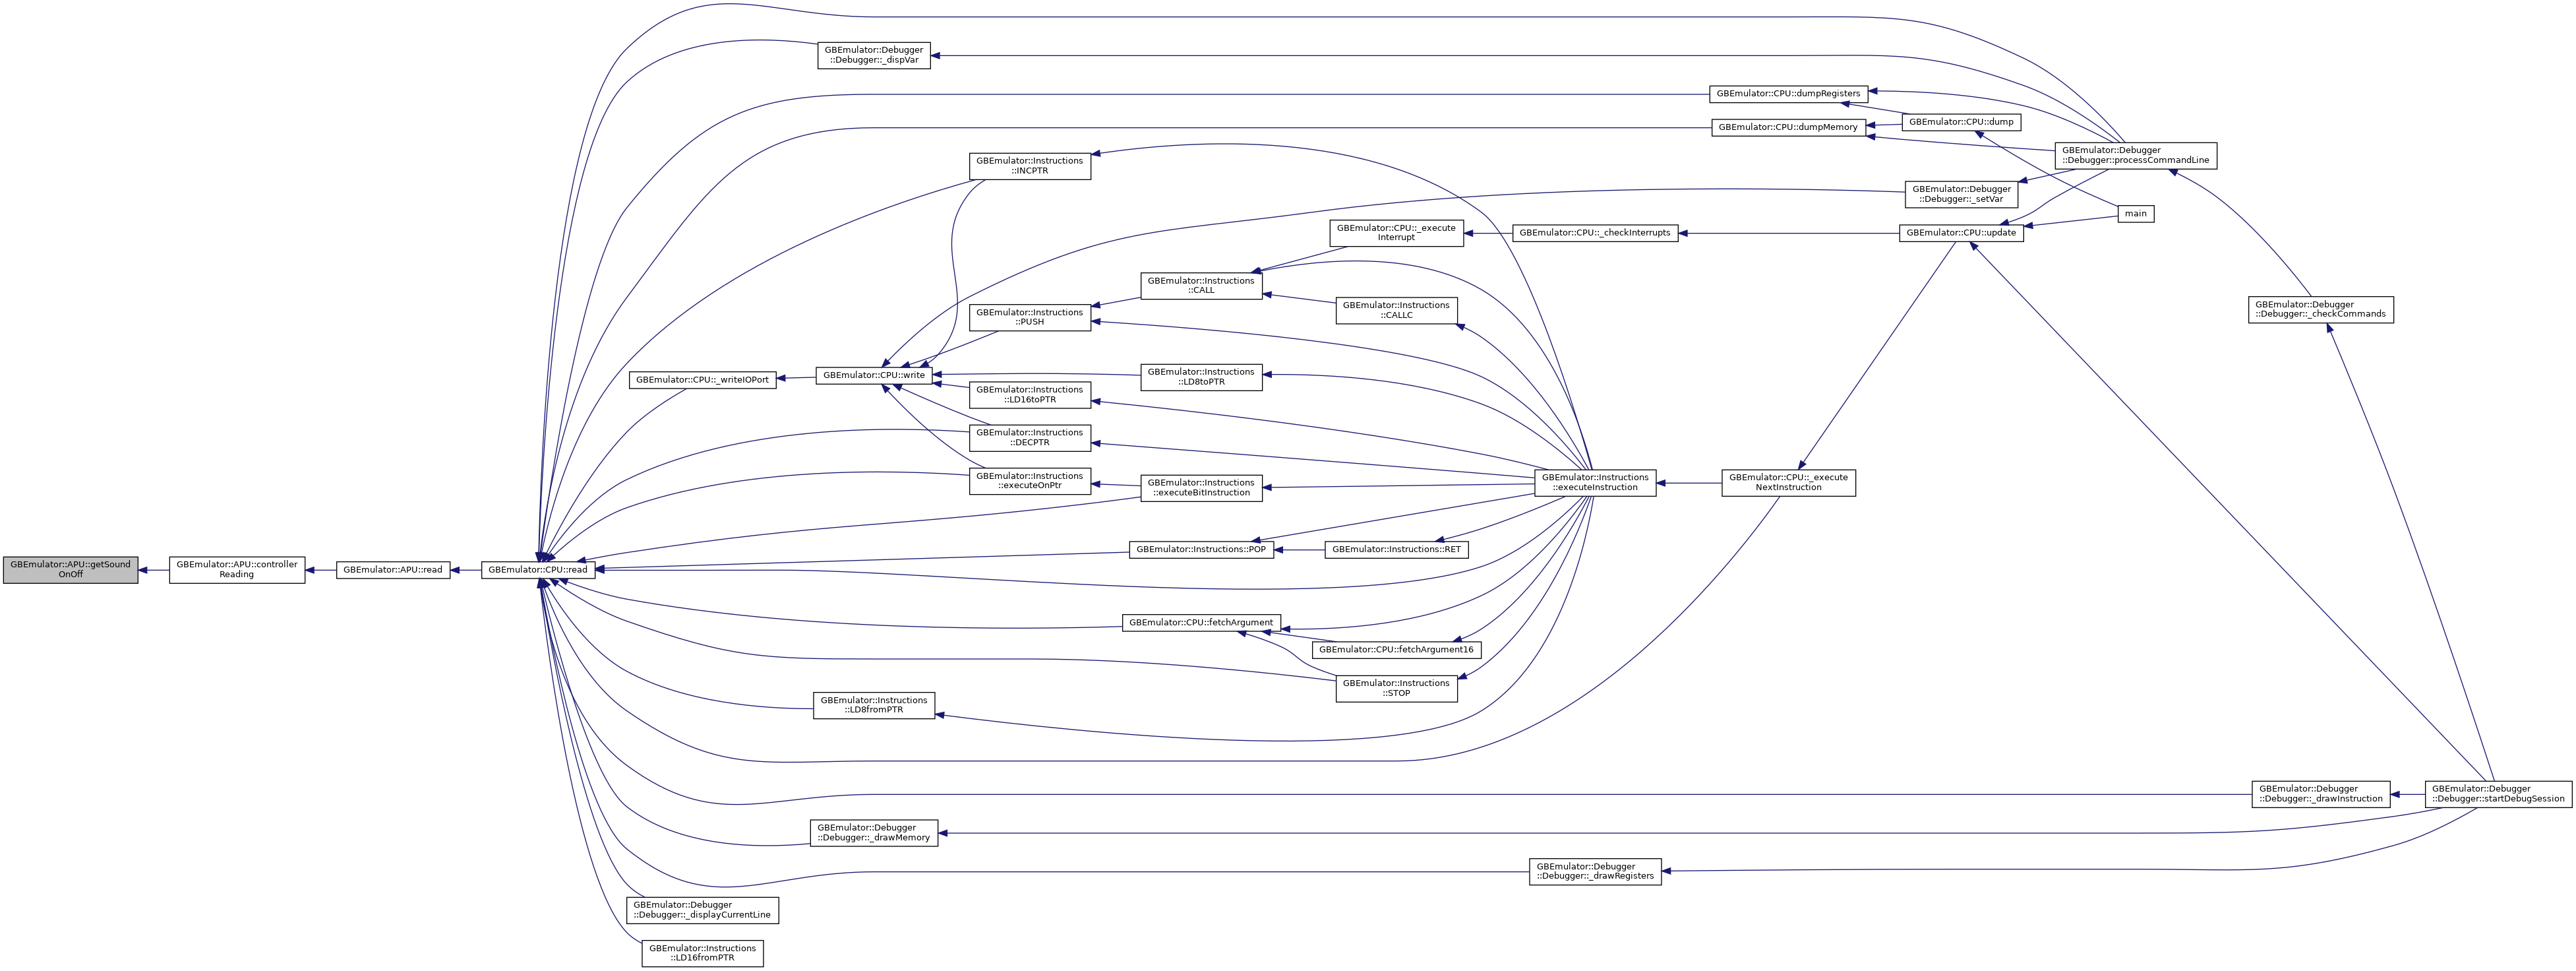 GBEmulator::APU::getSound
OnOff
GBEmulator::APU::controller
Reading
GBEmulator::APU::read
GBEmulator::CPU::read
GBEmulator::Debugger
::Debugger::_dispVar
GBEmulator::CPU::dumpRegisters
GBEmulator::CPU::dumpMemory
GBEmulator::CPU::dump
GBEmulator::Debugger
::Debugger::processCommandLine
GBEmulator::Instructions
::INCPTR
GBEmulator::Debugger
::Debugger::_setVar
main
GBEmulator::CPU::_execute
Interrupt
GBEmulator::CPU::_checkInterrupts
GBEmulator::CPU::update
GBEmulator::Instructions
::CALL
GBEmulator::Instructions
::PUSH
GBEmulator::Instructions
::CALLC
GBEmulator::Debugger
::Debugger::_checkCommands
GBEmulator::CPU::_writeIOPort
GBEmulator::CPU::write
GBEmulator::Instructions
::LD8toPTR
GBEmulator::Instructions
::LD16toPTR
GBEmulator::Instructions
::DECPTR
GBEmulator::Instructions
::executeOnPtr
GBEmulator::Instructions
::executeBitInstruction
GBEmulator::Instructions
::executeInstruction
GBEmulator::CPU::_execute
NextInstruction
GBEmulator::Instructions::POP
GBEmulator::Instructions::RET
GBEmulator::CPU::fetchArgument
GBEmulator::CPU::fetchArgument16
GBEmulator::Instructions
::STOP
GBEmulator::Instructions
::LD8fromPTR
GBEmulator::Debugger
::Debugger::_drawInstruction
GBEmulator::Debugger
::Debugger::startDebugSession
GBEmulator::Debugger
::Debugger::_drawMemory
GBEmulator::Debugger
::Debugger::_drawRegisters
GBEmulator::Debugger
::Debugger::_displayCurrentLine
GBEmulator::Instructions
::LD16fromPTR